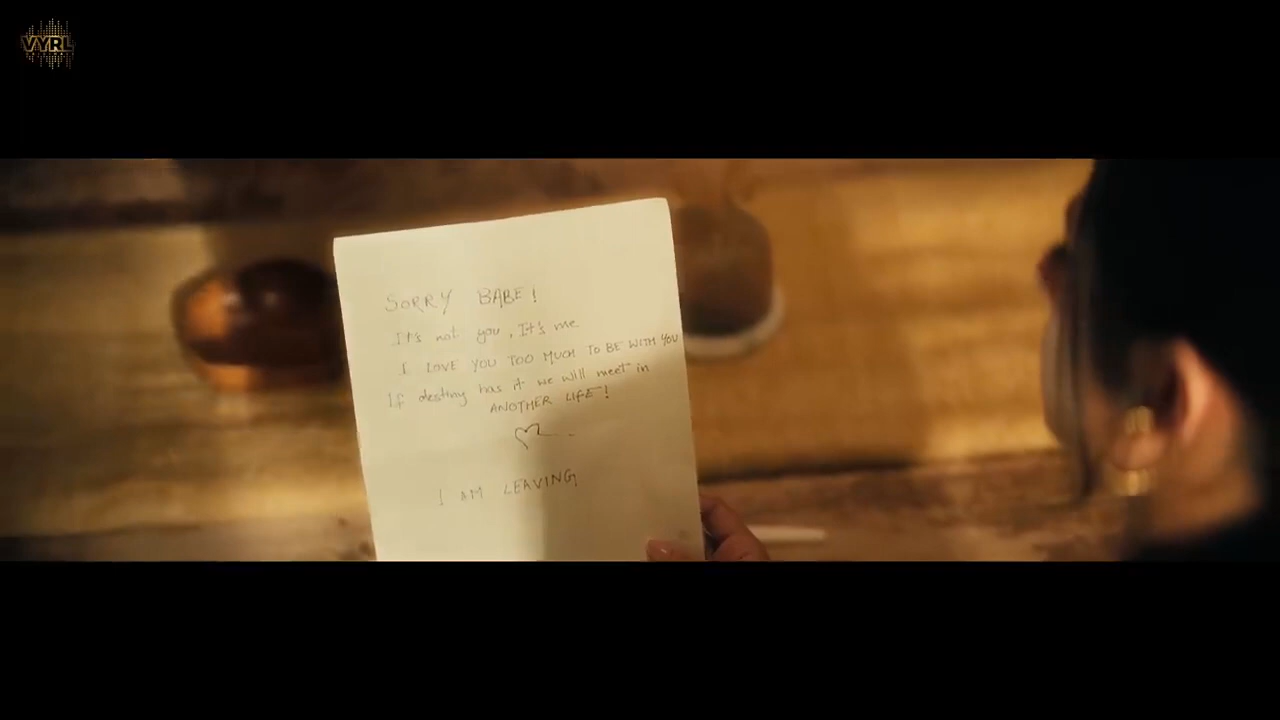 VYRL
ORIGINALS
SORRY BABE!
It's not you, It's me
I LOVE YOU TOO MUCH TO BE WITH YOU
If destiny has it we will meet in
ANOTHER LIFE!
I AM LEAVING